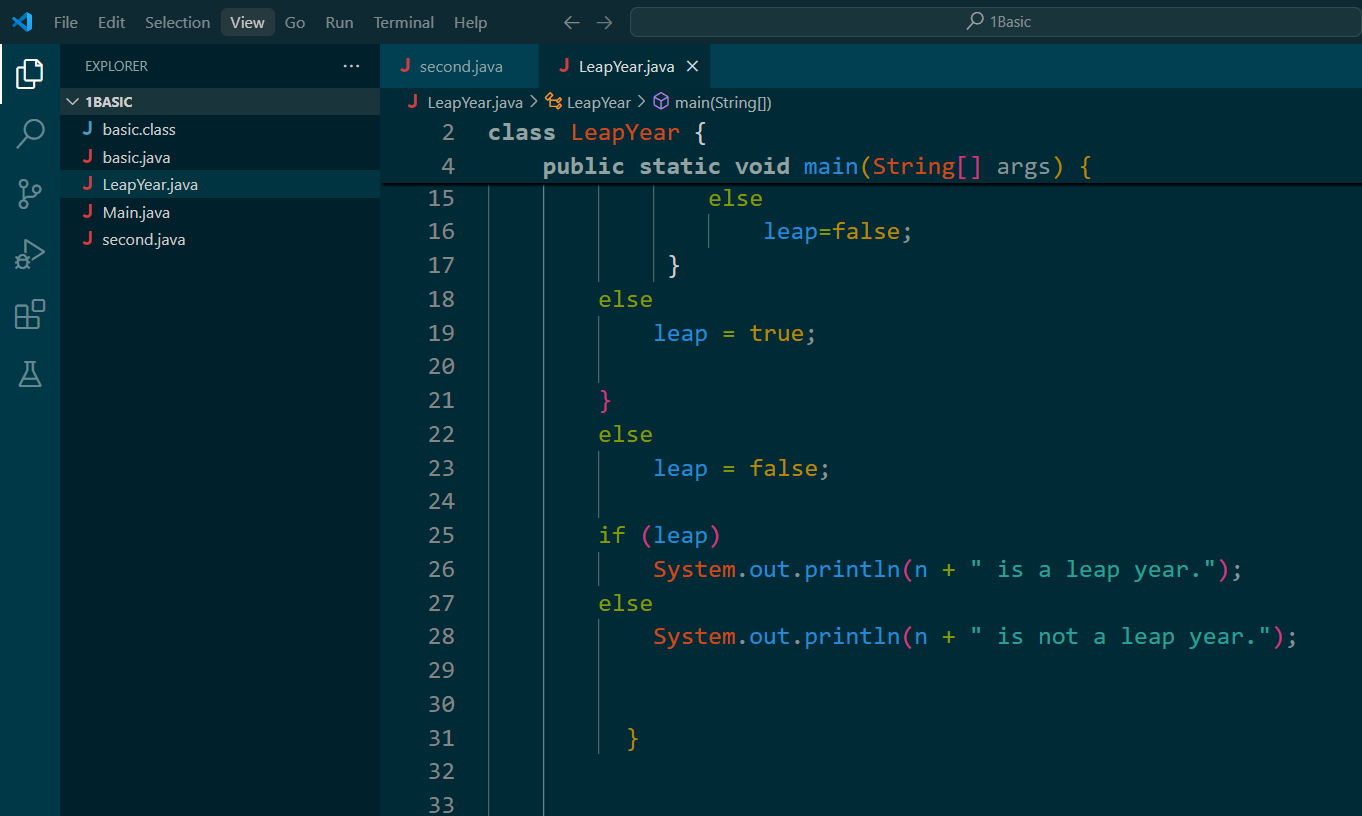 File Edit Selection View Go Run Terminal Help 1Basic
EXPLORER ...
second.java LeapYear.java
1BASIC
basic.class
basic.java
LeapYear.java
Main.java
second.java
LeapYear.java > LeapYear > main(String[])
2 class LeapYear {
4 public static void main(String[] args) {
15 else
16 leap=false;
17 }
18 else
19 leap = true;
20
21 }
22 else
23 leap = false;
24
25 if (leap)
26 System.out.println(n + " is a leap year.");
27 else
28 System.out.println(n + " is not a leap year.");
29
30
31 }
32
33